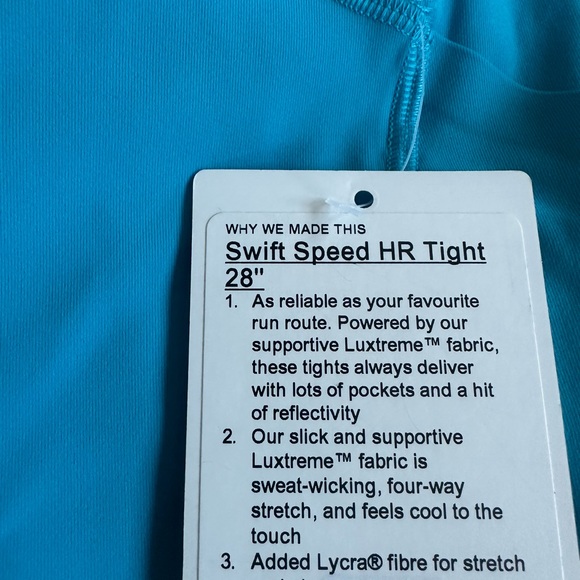 WHY WE MADE THIS
Swift Speed HR Tight
28"
1. As reliable as your favourite
run route. Powered by our
supportive Luxtreme™ fabric,
these tights always deliver
with lots of pockets and a hit
of reflectivity
2. Our slick and supportive
Luxtreme™ fabric is
sweat-wicking, four-way
stretch, and feels cool to the
touch
3. Added Lycra® fibre for stretch